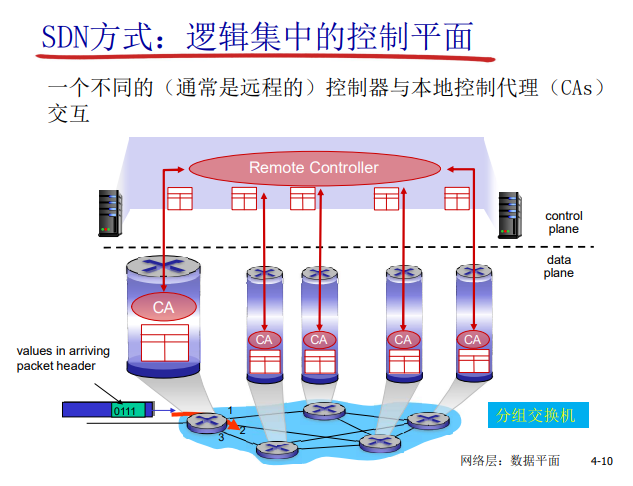 SDN方式：逻辑集中的控制平面
一个不同的（通常是远程的）控制器与本地控制代理（CAs）
交互
Remote Controller
control
plane
data
plane
CA
CA
CA
CA
CA
values in arriving
packet header
0111
1
2
3
分组交换机
网络层：数据平面 4-10